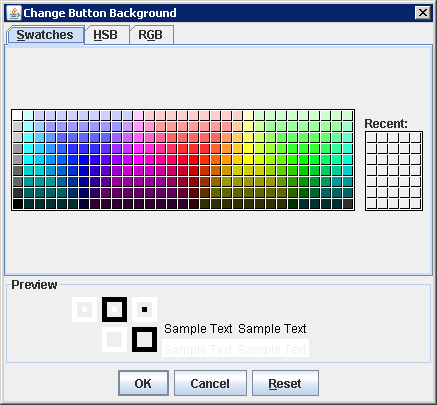 Change Button Background
Swatches HSB RGB
Recent:
Preview
Sample Text Sample Text
Sample Text Sample Text
OK Cancel Reset